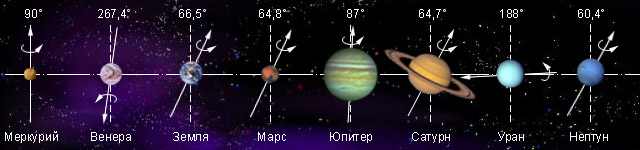 90° 267,4° 66,5° 64,8° 87° 64,7° 188° 60,4°
Меркурий Венера Земля Марс Юпитер Сатурн Уран Нептун